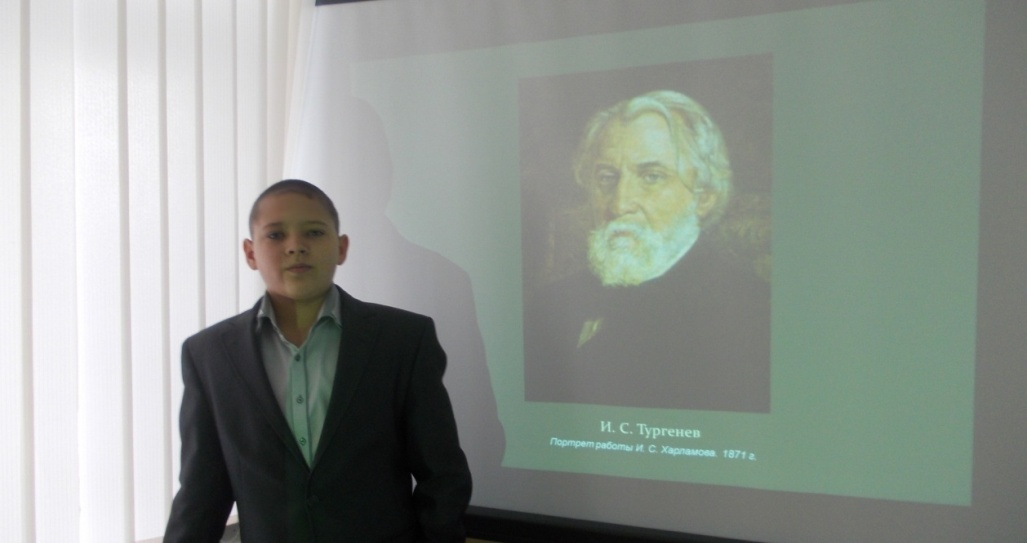 И. С. Тургенев
Портрет работы И. С. Харламова. 1871 г.